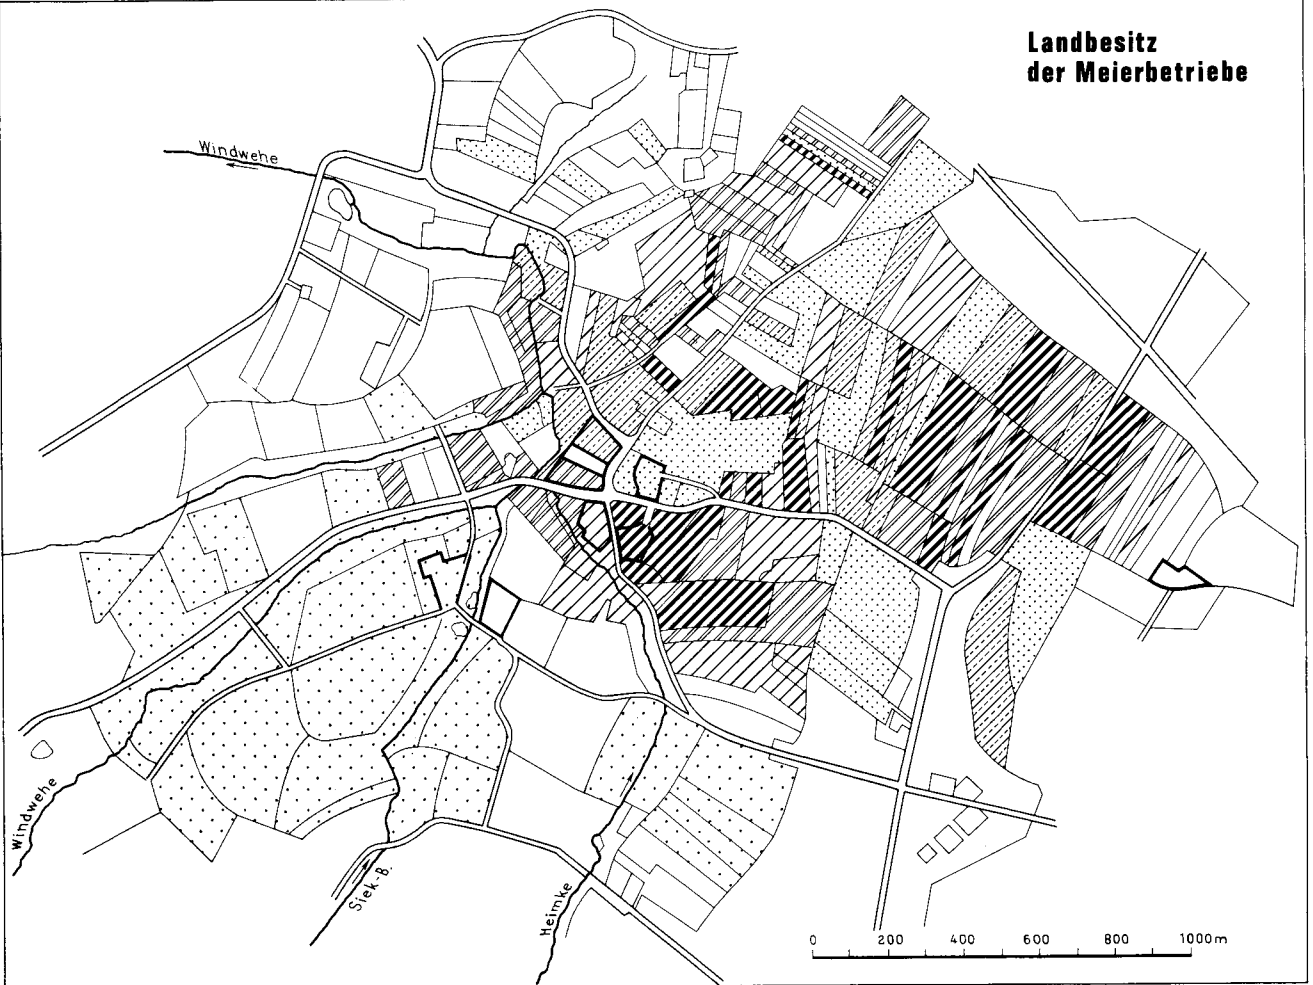 Landbesitz
der Meierbetriebe
Windwehe
Windwehe
Siek-B.
Heimke
0 200 400 600 800 1000m